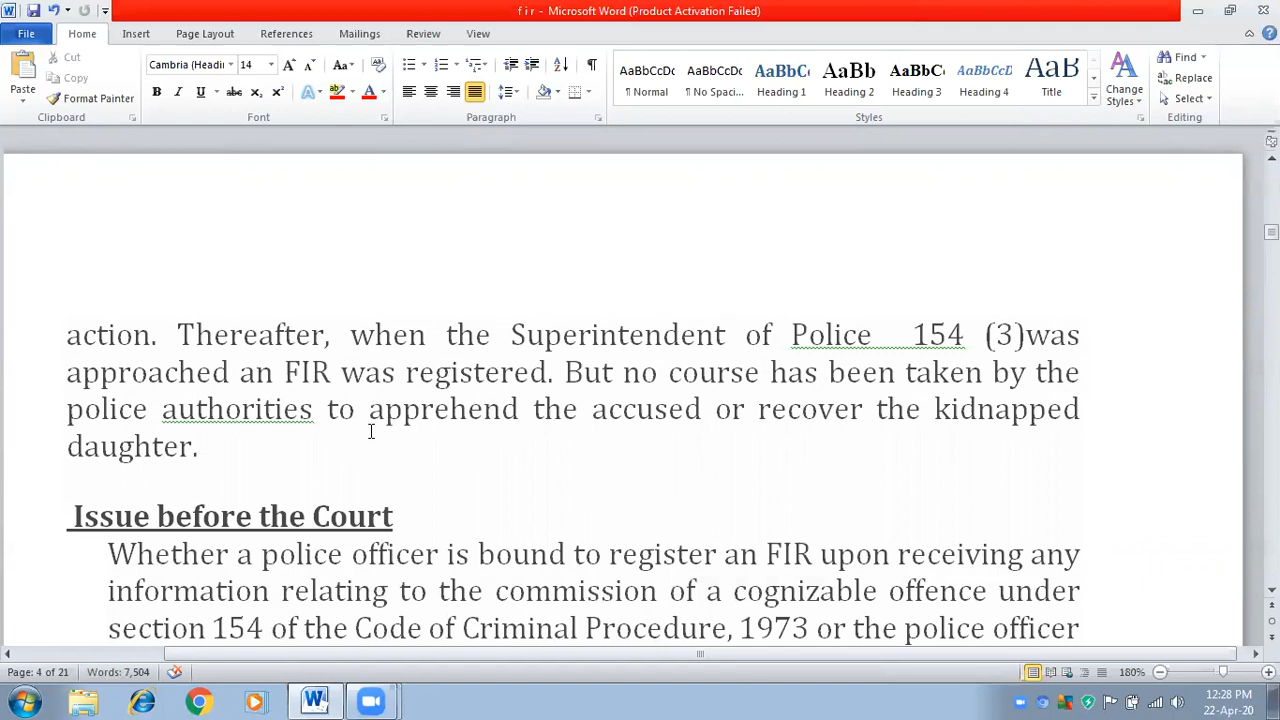 f i r - Microsoft Word (Product Activation Failed)
File Home Insert Page Layout References Mailings Review View
Cut
Copy
Format Painter
Paste
Clipboard
Cambria (Headi 14
Font
Paragraph
AaBbCcDc AaBbCcDc AaBbC AaBb AaBbC AaBbCcD AaB
¶ Normal ¶ No Spaci... Heading 1 Heading 2 Heading 3 Heading 4 Title
Change
Styles
Styles
Find
Replace
Select
Editing
action. Thereafter, when the Superintendent of Police 154 (3)was
approached an FIR was registered. But no course has been taken by the
police authorities to apprehend the accused or recover the kidnapped
daughter.
Issue before the Court
Whether a police officer is bound to register an FIR upon receiving any
information relating to the commission of a cognizable offence under
section 154 of the Code of Criminal Procedure, 1973 or the police officer
Page: 4 of 21 Words: 7,504 180%
12:28 PM
22-Apr-20